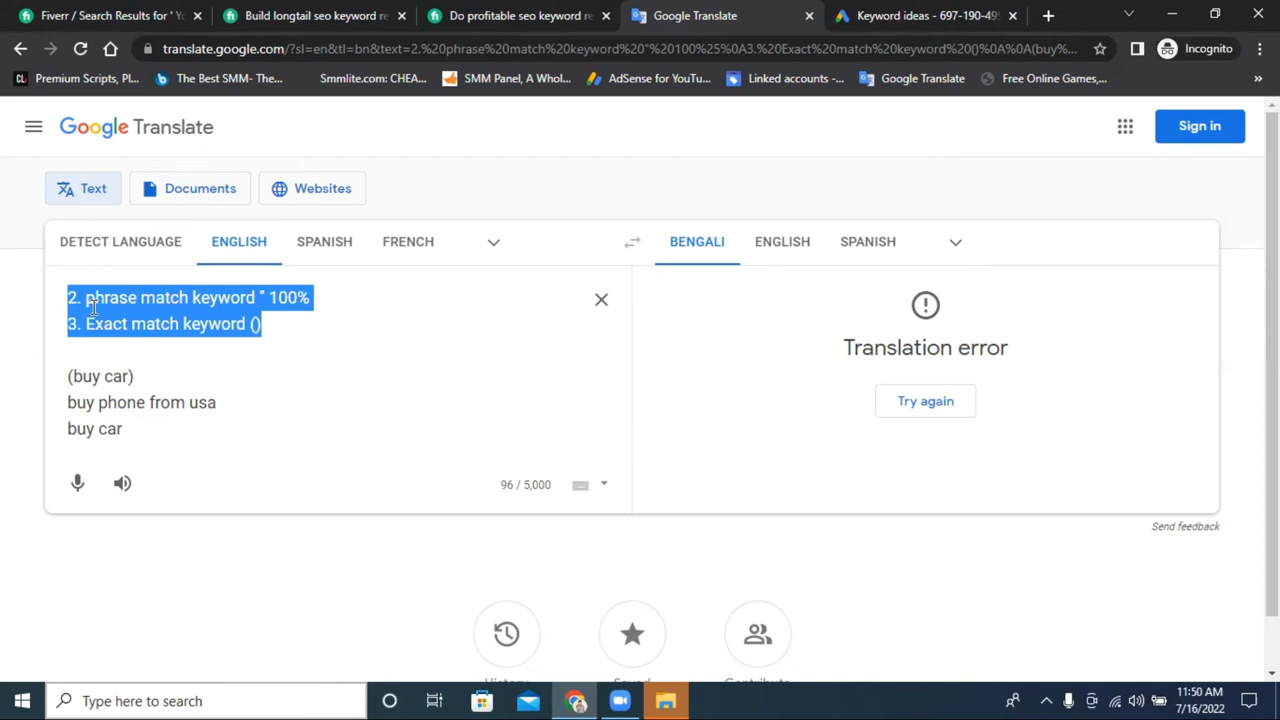 Fiverr / Search Results for ' Yo
Build longtail seo keyword re
Do profitable seo keyword re
Google Translate
Keyword ideas - 697-190-495
translate.google.com/?sl=en&tl=bn&text=2.%20phrase%20match%20keyword%20"%20100%25%0A3.%20Exact%20match%20keyword%20()%0A%0A(buy%...
Incognito
Premium Scripts, Pl...
The Best SMM- The...
Smmlite.com: CHEA...
SMM Panel, A Whol...
AdSense for YouTu...
Linked accounts -...
Google Translate
Free Online Games,...
Google Translate
Sign in
Text
Documents
Websites
DETECT LANGUAGE
ENGLISH
SPANISH
FRENCH
BENGALI
ENGLISH
SPANISH
2. phrase match keyword " 100%
3. Exact match keyword ()
(buy car)
buy phone from usa
buy car
96 / 5,000
Translation error
Try again
Send feedback
Type here to search
11:50 AM
7/16/2022